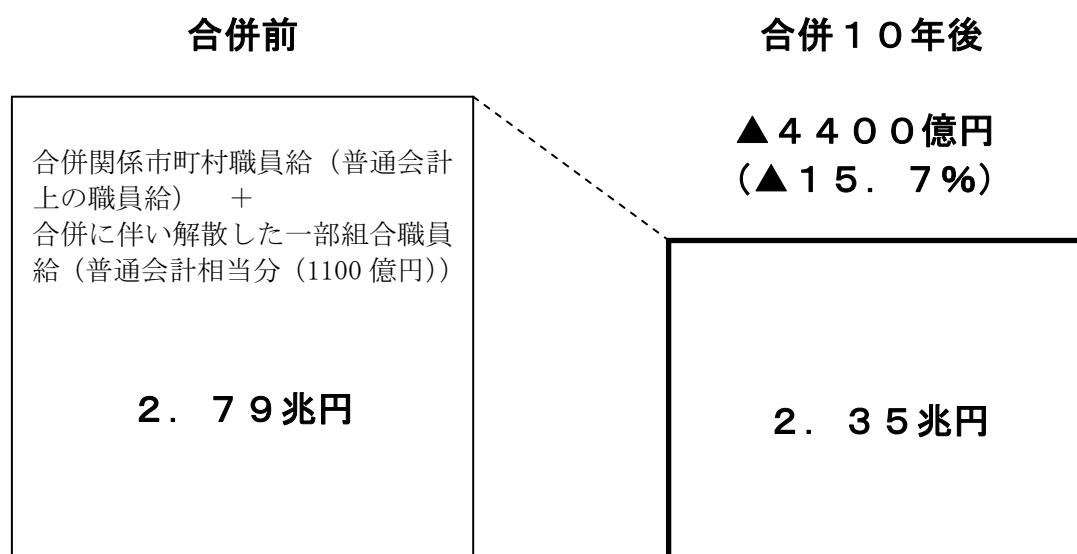 合併前
合併関係市町村職員給（普通会計
上の職員給）　＋
合併に伴い解散した一部組合職員
給（普通会計相当分（1100 億円））
２．７９兆円
合併１０年後
▲４４００億円
（▲１５．７％）
２．３５兆円